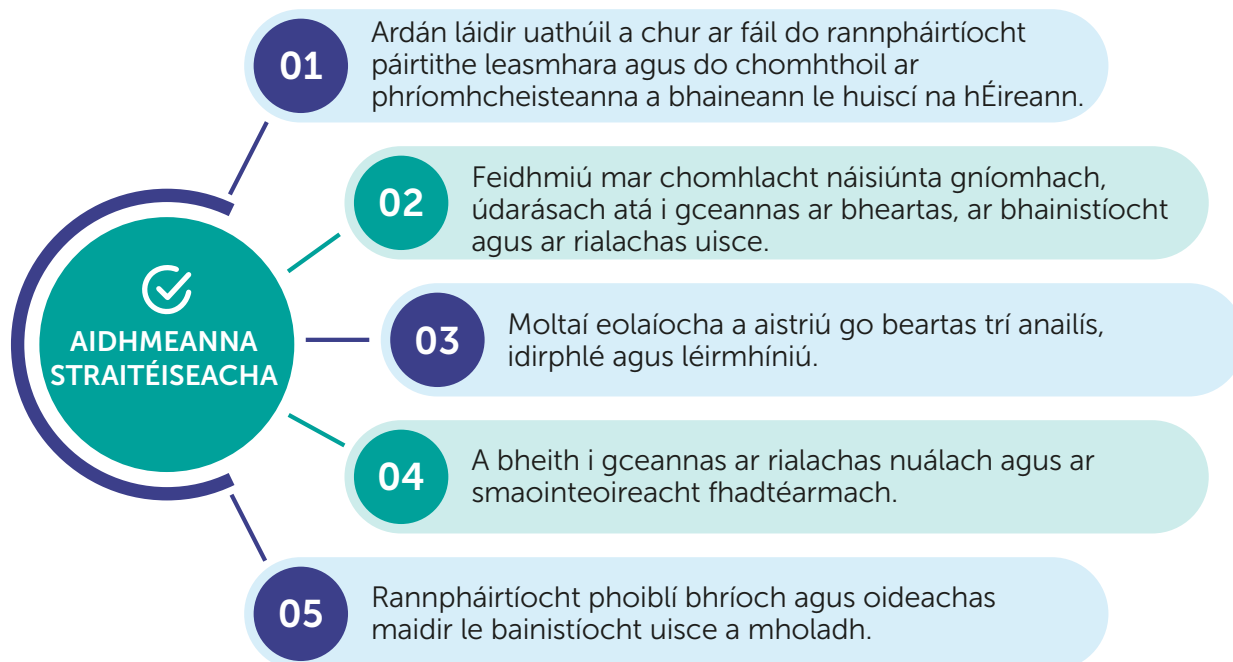 01
Ardán láidir uathúil a chur ar fáil do rannpháirtíocht
páirtithe leasmhara agus do chomhthoil ar
phríomhcheisteanna a bhaineann le huiscí na hÉireann.
02
Feidhmiú mar chomhlacht náisiúnta gníomhach,
údarásach atá i gceannas ar bheartas, ar bhainistíocht
agus ar rialachas uisce.
AIDHMEANNA
STRAITÉISEACHA
03
Moltaí eolaíocha a aistriú go beartas trí anailís,
idirphlé agus léirmhíniú.
04
A bheith i gceannas ar rialachas nuálach agus ar
smaointeoireacht fhadtéarmach.
05
Rannpháirtíocht phoiblí bhríoch agus oideachas
maidir le bainistíocht uisce a mholadh.